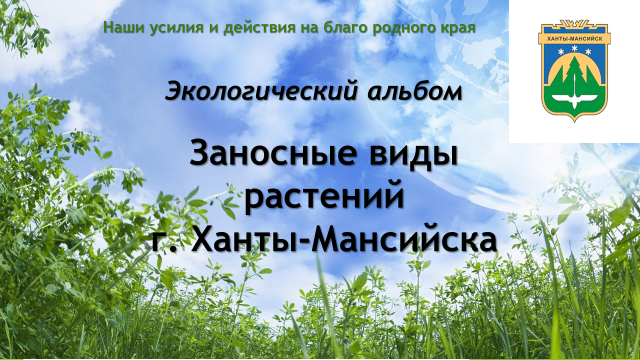 Наши усилия и действия на благо родного края
ХАНТЫ-МАНСИЙСК
Экологический альбом
Заносные виды
растений
г. Ханты-Мансийска